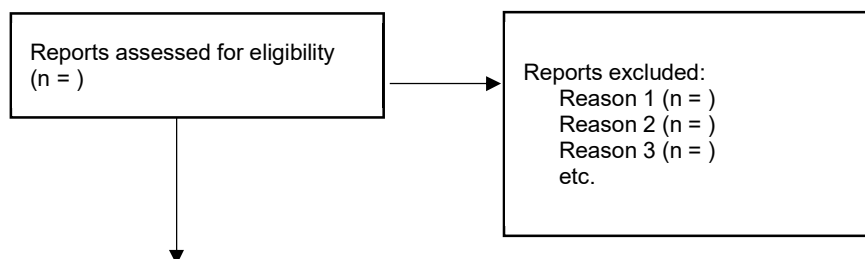 Reports assessed for eligibility
(n = )
Reports excluded:
Reason 1 (n = )
Reason 2 (n = )
Reason 3 (n = )
etc.